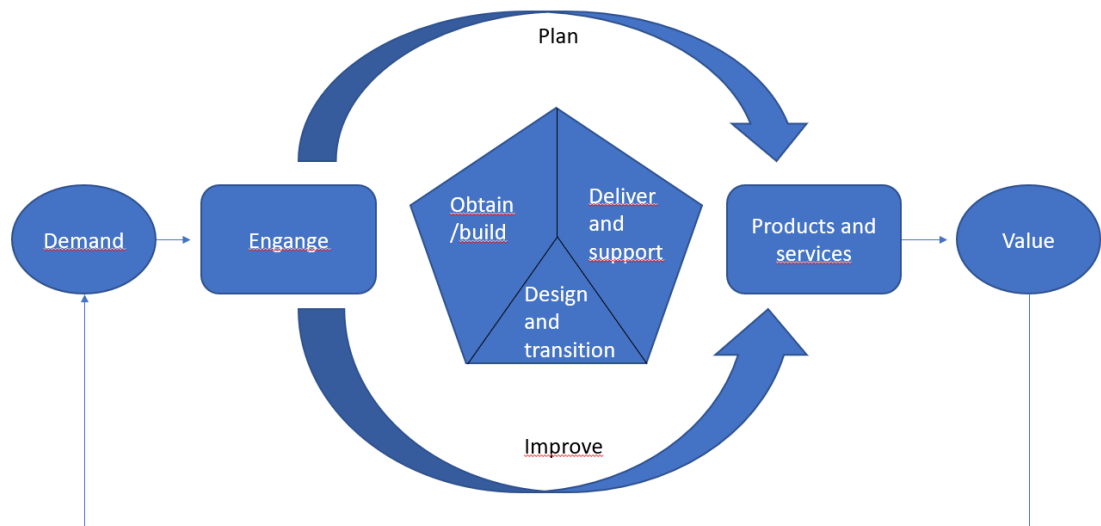 Plan
Demand
Engange
Obtain
/build
Deliver
and
support
Design
and
transition
Products and
services
Value
Improve